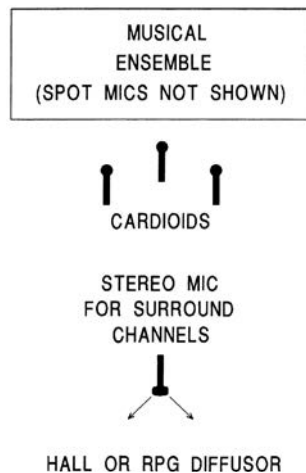 MUSICAL
ENSEMBLE
(SPOT MICS NOT SHOWN)
CARDIOIDS
STEREO MIC
FOR SURROUND
CHANNELS
HALL OR RPG DIFFUSOR